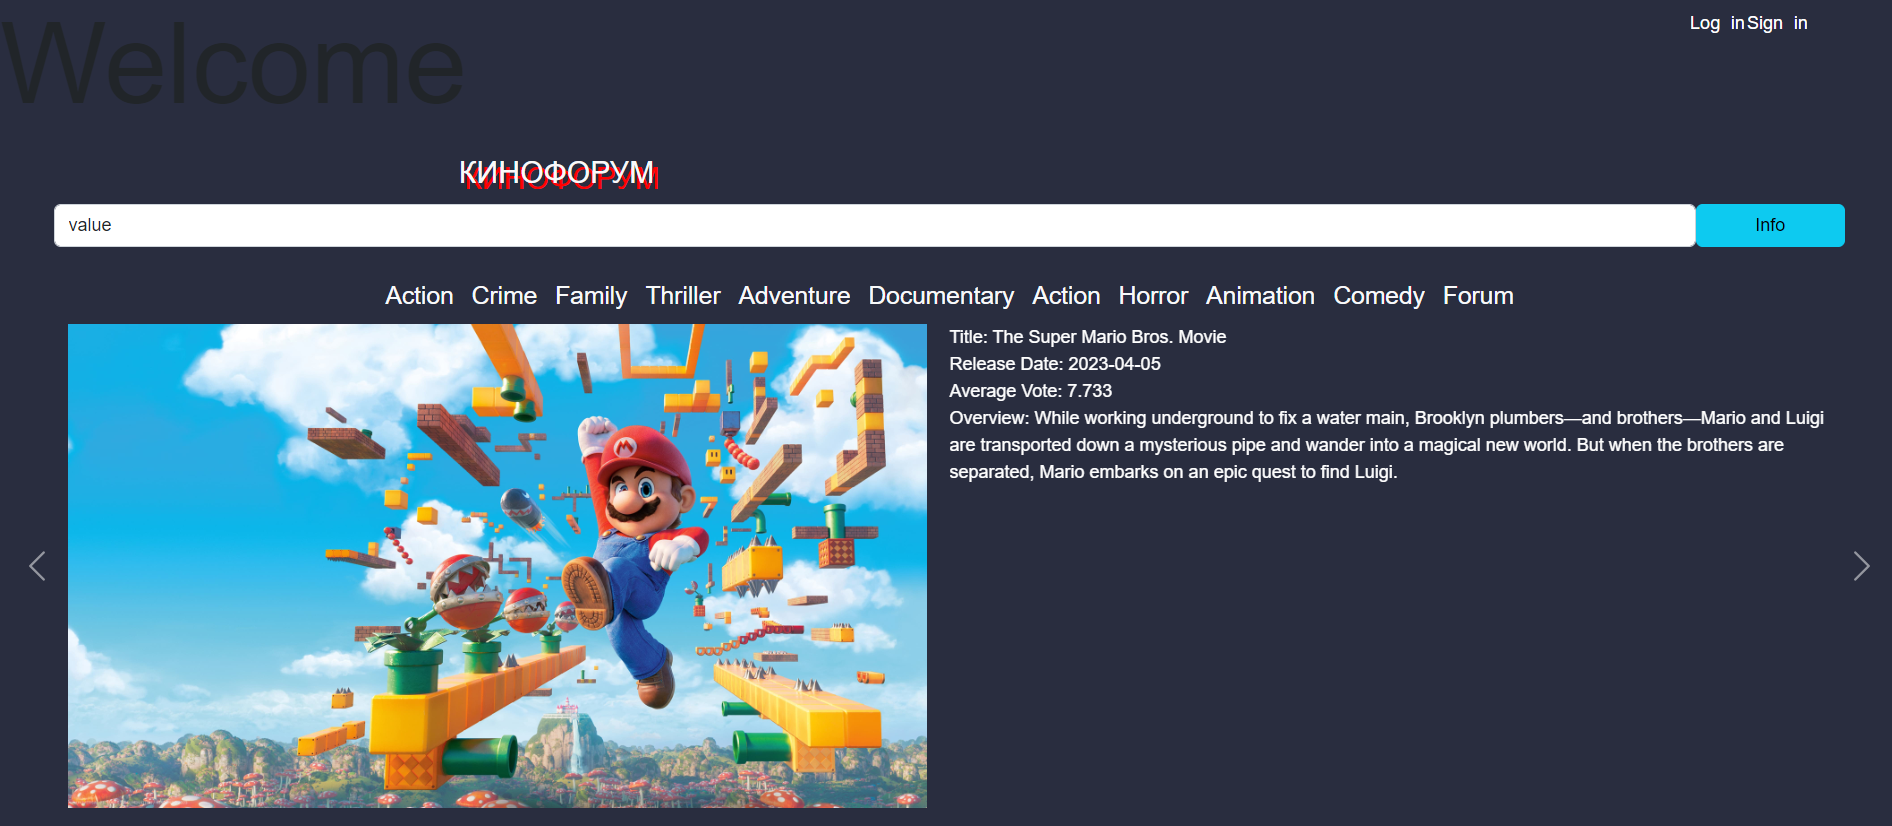 Welcome
Log in Sign in
КИНОФОРУМ
value
Info
Action Crime Family Thriller Adventure Documentary Action Horror Animation Comedy Forum
Title: The Super Mario Bros. Movie
Release Date: 2023-04-05
Average Vote: 7.733
Overview: While working underground to fix a water main, Brooklyn plumbers—and brothers—Mario and Luigi
are transported down a mysterious pipe and wander into a magical new world. But when the brothers are
separated, Mario embarks on an epic quest to find Luigi.
M